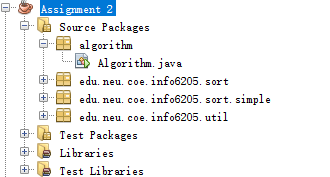 Assignment 2
Source Packages
algorithm
Algorithm.java
edu.neu.coe.info6205.sort
edu.neu.coe.info6205.sort.simple
edu.neu.coe.info6205.util
Test Packages
Libraries
Test Libraries